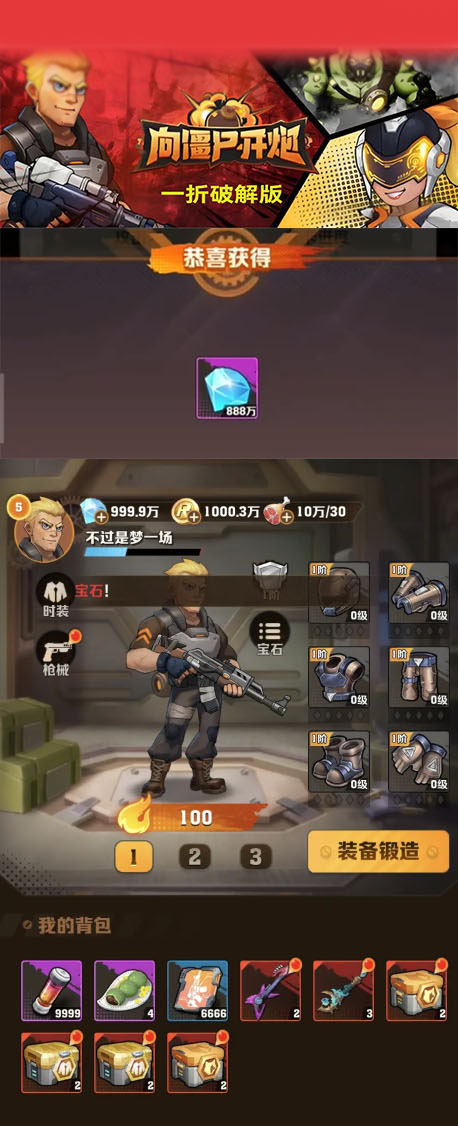 向僵尸开炮
一折破解版
恭喜获得
888万
5
999.9万
1000.3万
10万/30
不过是梦一场
宝石!
时装
1阶
宝石
枪械
1阶
0级
1阶
0级
1阶
0级
1阶
0级
1阶
0级
1阶
0级
100
1
2
3
装备锻造
我的背包
9999
4
6666
2
3
2
2
2
2